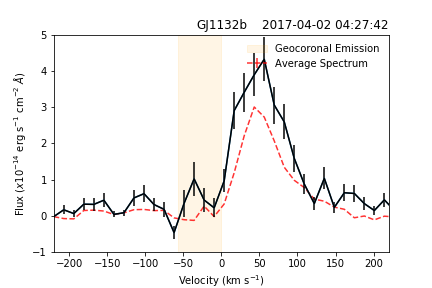 GJ1132b    2017-04-02 04:27:42
Geocoronal Emission
Average Spectrum
Flux (x10⁻¹⁴ erg s⁻¹ cm⁻² Å)
5
4
3
2
1
0
−1
−200 −150 −100 −50 0 50 100 150 200
Velocity (km s⁻¹)